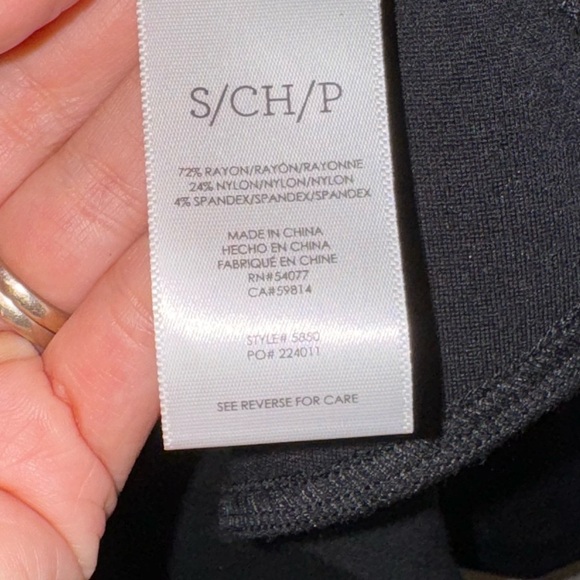 S/CH/P
72% RAYON/RAYÓN/RAYONNE
24% NYLON/NYLON/NYLON
4% SPANDEX/SPANDEX/SPANDEX
MADE IN CHINA
HECHO EN CHINA
FABRIQUÉ EN CHINE
RN#54077
CA#59814
STYLE# 5850
PO# 224011
SEE REVERSE FOR CARE